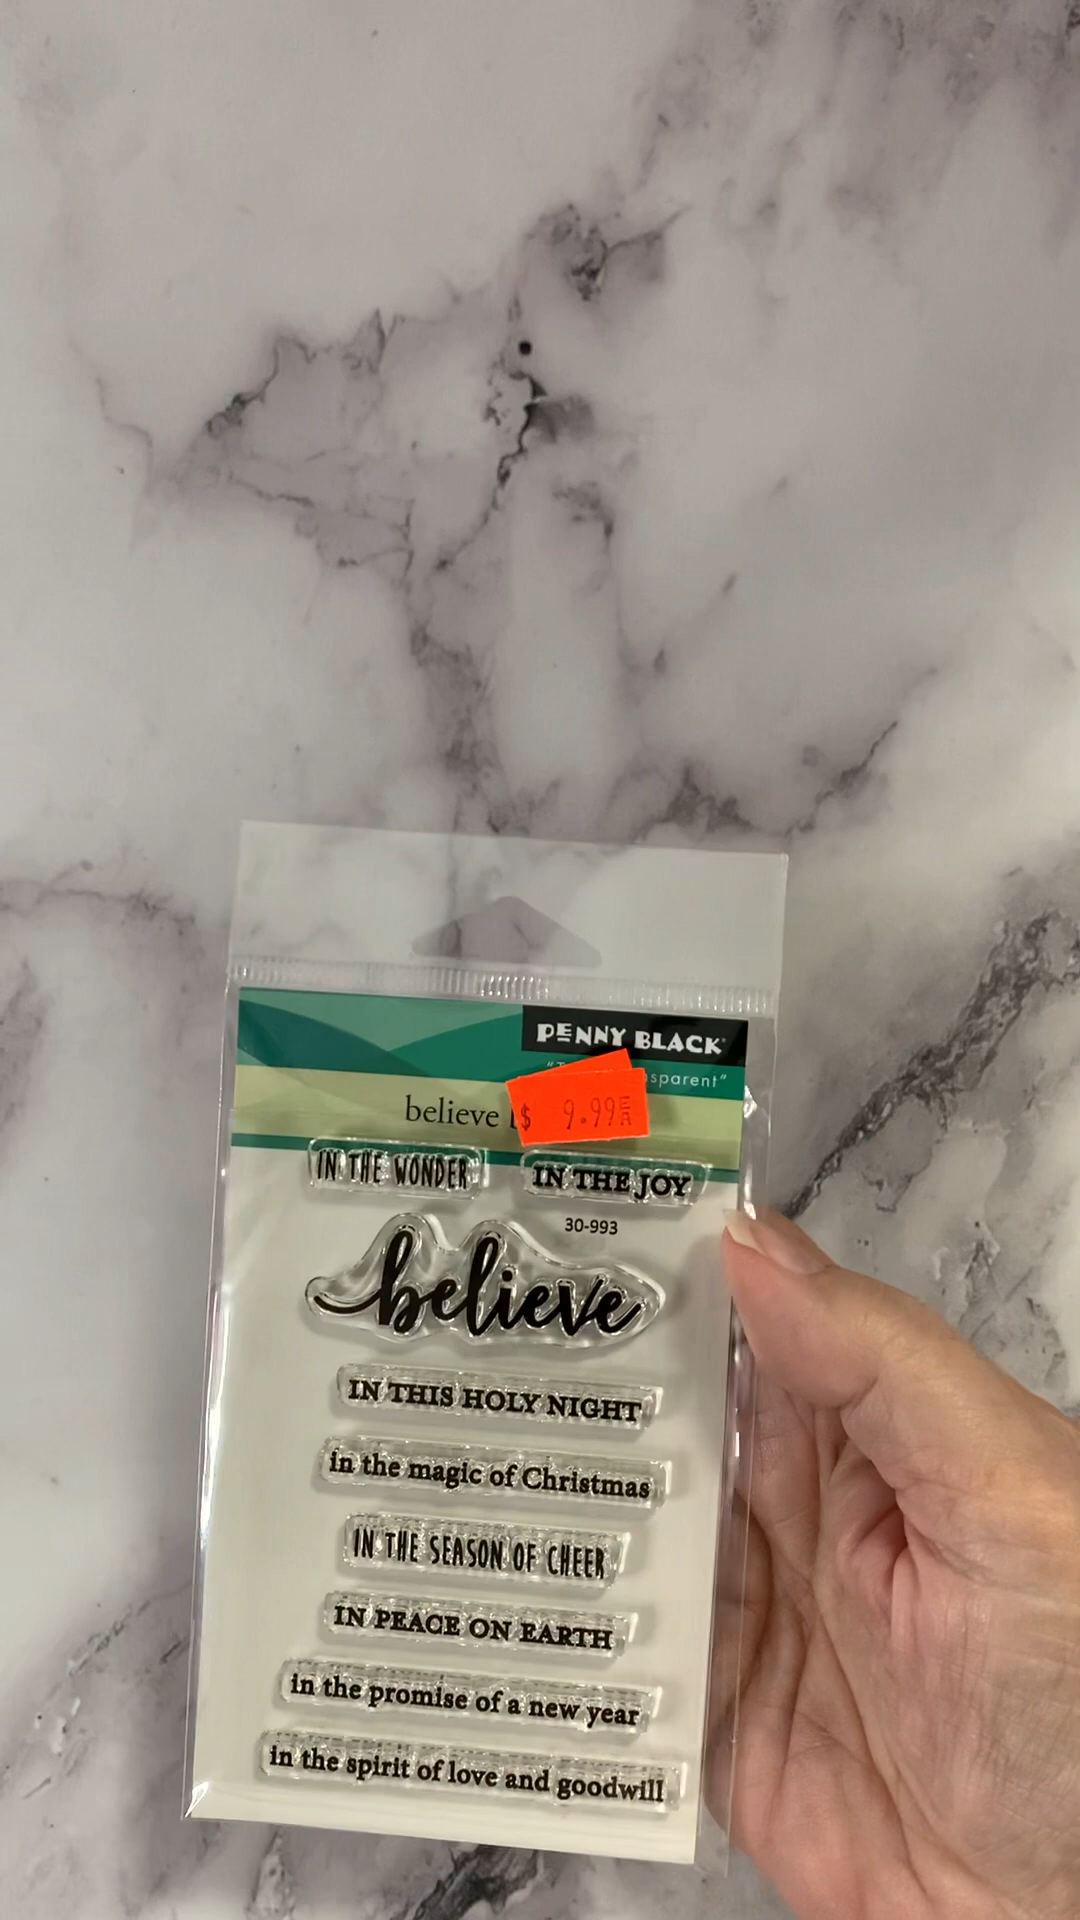 PENNY BLACK
believe
$ 9.99 EA
IN THE WONDER
IN THE JOY
30-993
believe
IN THIS HOLY NIGHT
in the magic of Christmas
IN THE SEASON OF CHEER
IN PEACE ON EARTH
in the promise of a new year
in the spirit of love and goodwill